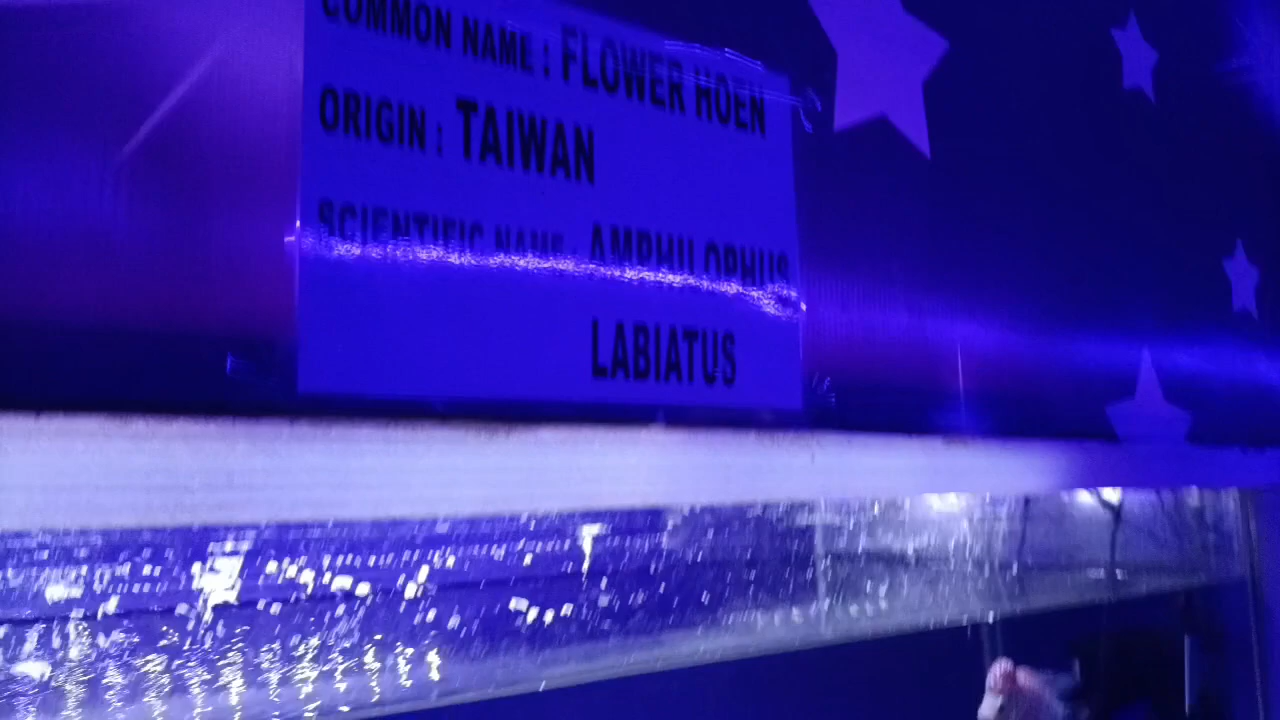 COMMON NAME : FLOWER HOEN
ORIGIN : TAIWAN
SCIENTIFIC NAME : AMPHILOPHUS
LABIATUS